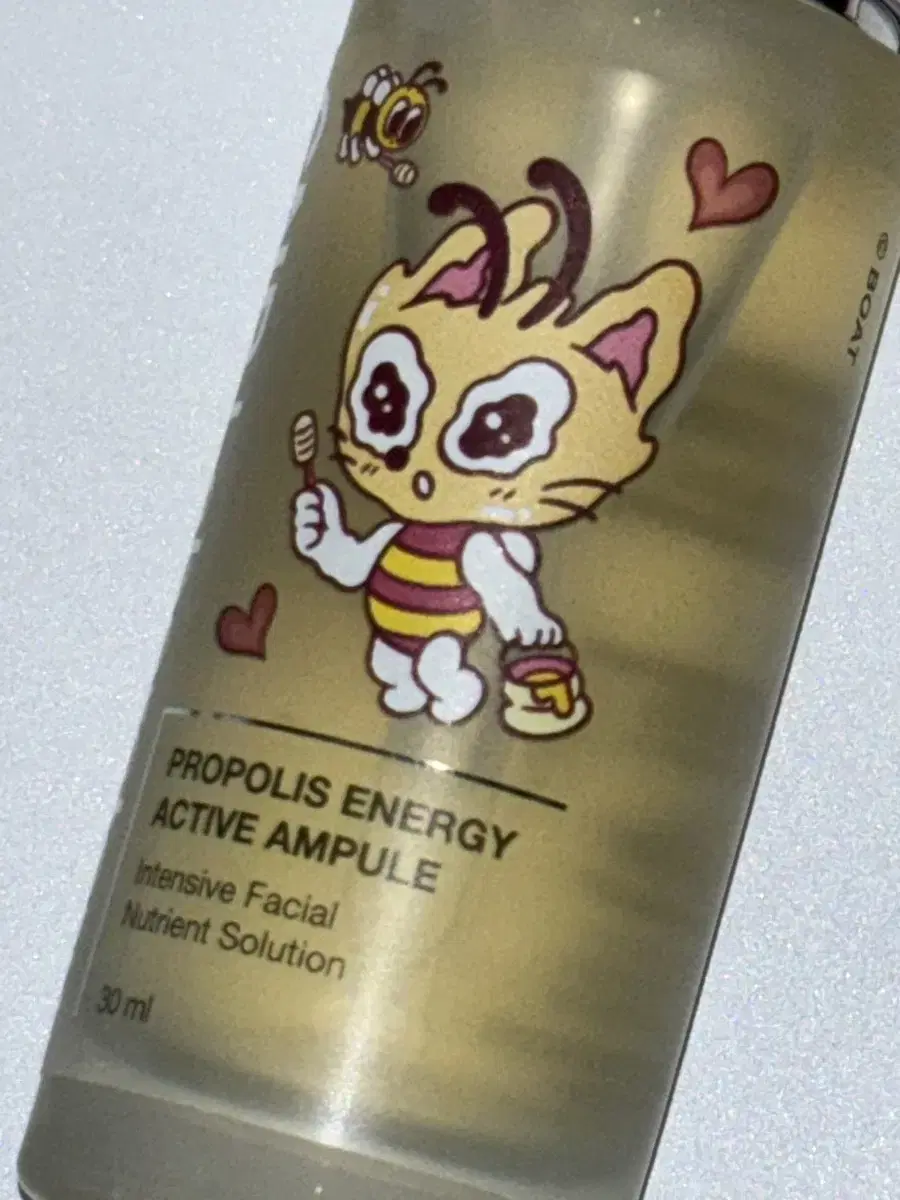 © BOAT
PROPOLIS ENERGY
ACTIVE AMPULE
Intensive Facial
Nutrient Solution
30 ml